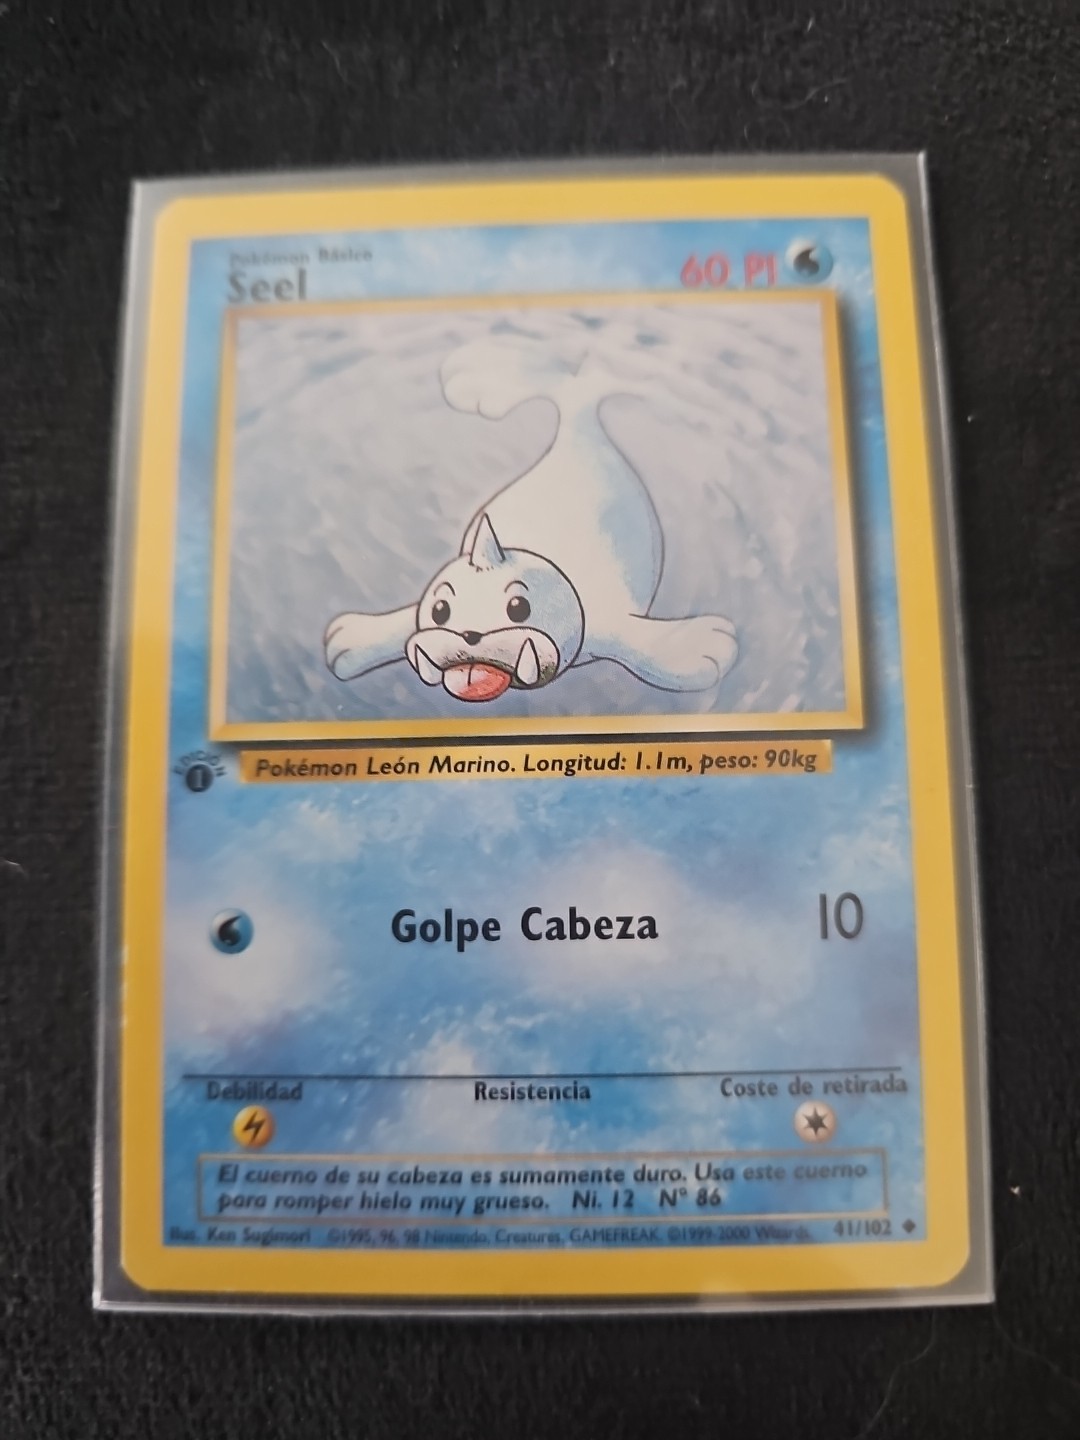 Pokémon Básico
Seel
60 PI
EDICIÓN
1
Pokémon León Marino. Longitud: 1.1m, peso: 90kg
Golpe Cabeza
10
Debilidad
Resistencia
Coste de retirada
El cuerno de su cabeza es sumamente duro. Usa este cuerno
para romper hielo muy grueso. Ni. 12 Nº 86
Ilus. Ken Sugimori ©1995, 96, 98 Nintendo, Creatures, GAMEFREAK. ©1999-2000 Wizards. 41/102